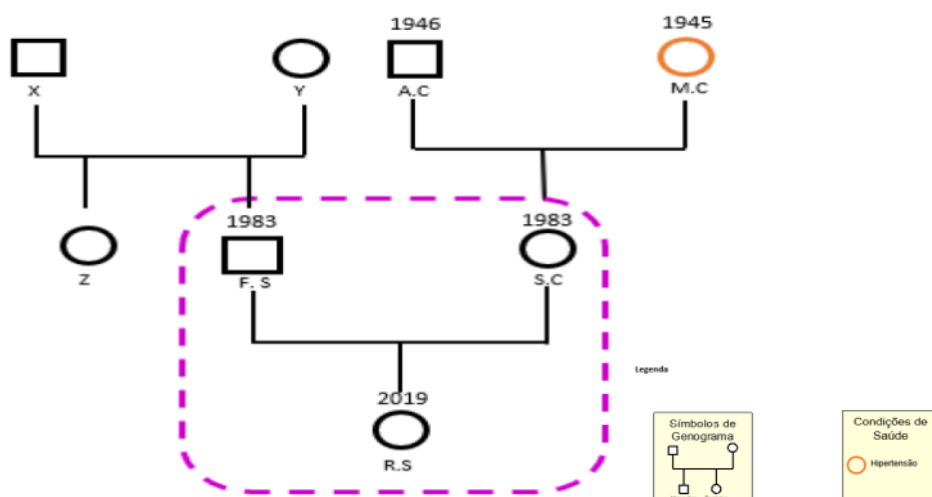 1946
1945
X
Y
A.C
M.C
1983
1983
Z
F. S
S.C
2019
R.S
Legenda
Símbolos de
Genograma
Condições de
Saúde
Hipertensão